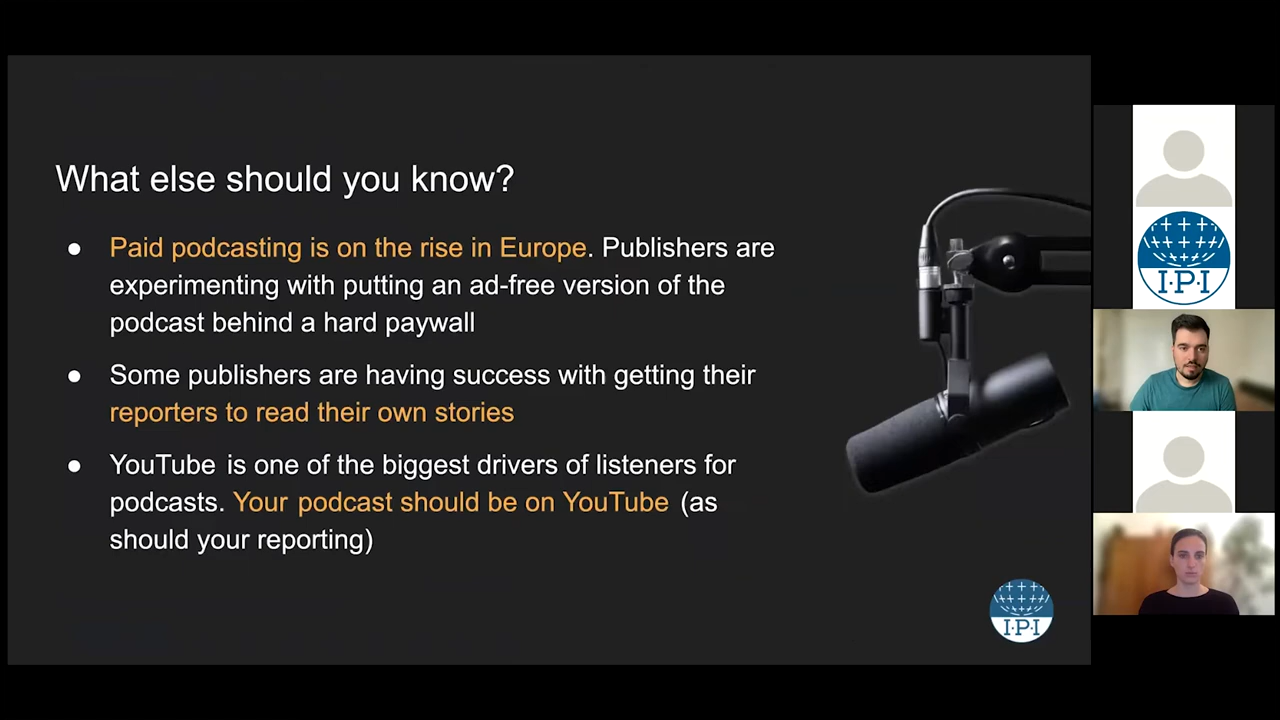 What else should you know?
● Paid podcasting is on the rise in Europe. Publishers are
experimenting with putting an ad-free version of the
podcast behind a hard paywall
● Some publishers are having success with getting their
reporters to read their own stories
● YouTube is one of the biggest drivers of listeners for
podcasts. Your podcast should be on YouTube (as
should your reporting)
I·P·I
I·P·I